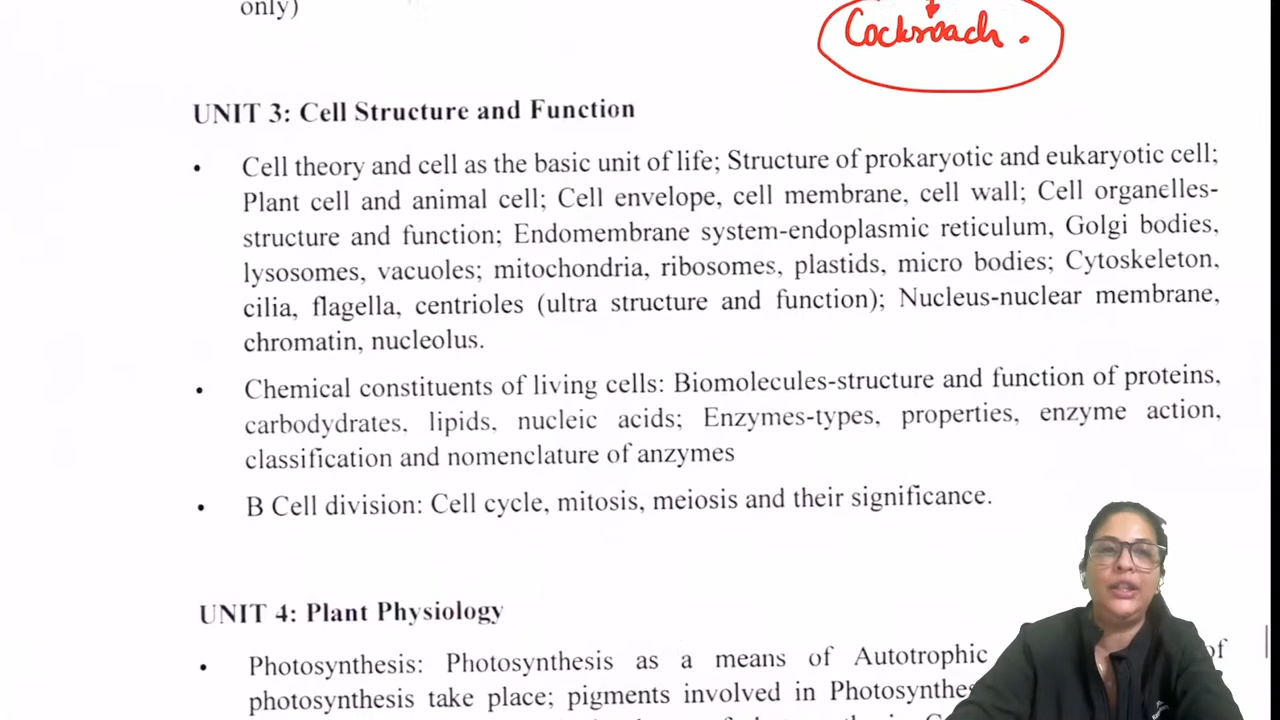 only)
Cockroach.
UNIT 3: Cell Structure and Function
• Cell theory and cell as the basic unit of life; Structure of prokaryotic and eukaryotic cell;
Plant cell and animal cell; Cell envelope, cell membrane, cell wall; Cell organelles-
structure and function; Endomembrane system-endoplasmic reticulum, Golgi bodies,
lysosomes, vacuoles; mitochondria, ribosomes, plastids, micro bodies; Cytoskeleton,
cilia, flagella, centrioles (ultra structure and function); Nucleus-nuclear membrane,
chromatin, nucleolus.
• Chemical constituents of living cells: Biomolecules-structure and function of proteins,
carbodydrates, lipids, nucleic acids; Enzymes-types, properties, enzyme action,
classification and nomenclature of anzymes
• B Cell division: Cell cycle, mitosis, meiosis and their significance.
UNIT 4: Plant Physiology
• Photosynthesis: Photosynthesis as a means of Autotrophic of
photosynthesis take place; pigments involved in